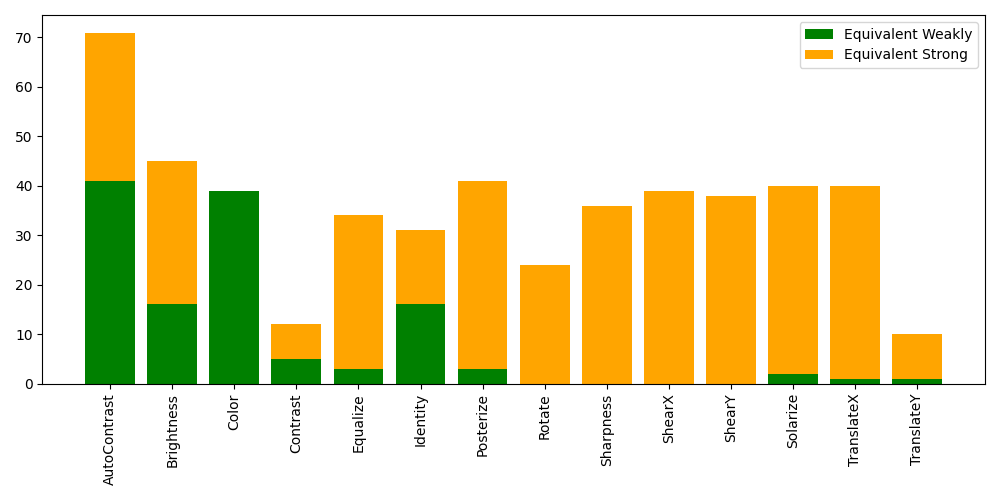 Equivalent Weakly
Equivalent Strong
70
60
50
40
30
20
10
0
AutoContrast
Brightness
Color
Contrast
Equalize
Identity
Posterize
Rotate
Sharpness
ShearX
ShearY
Solarize
TranslateX
TranslateY